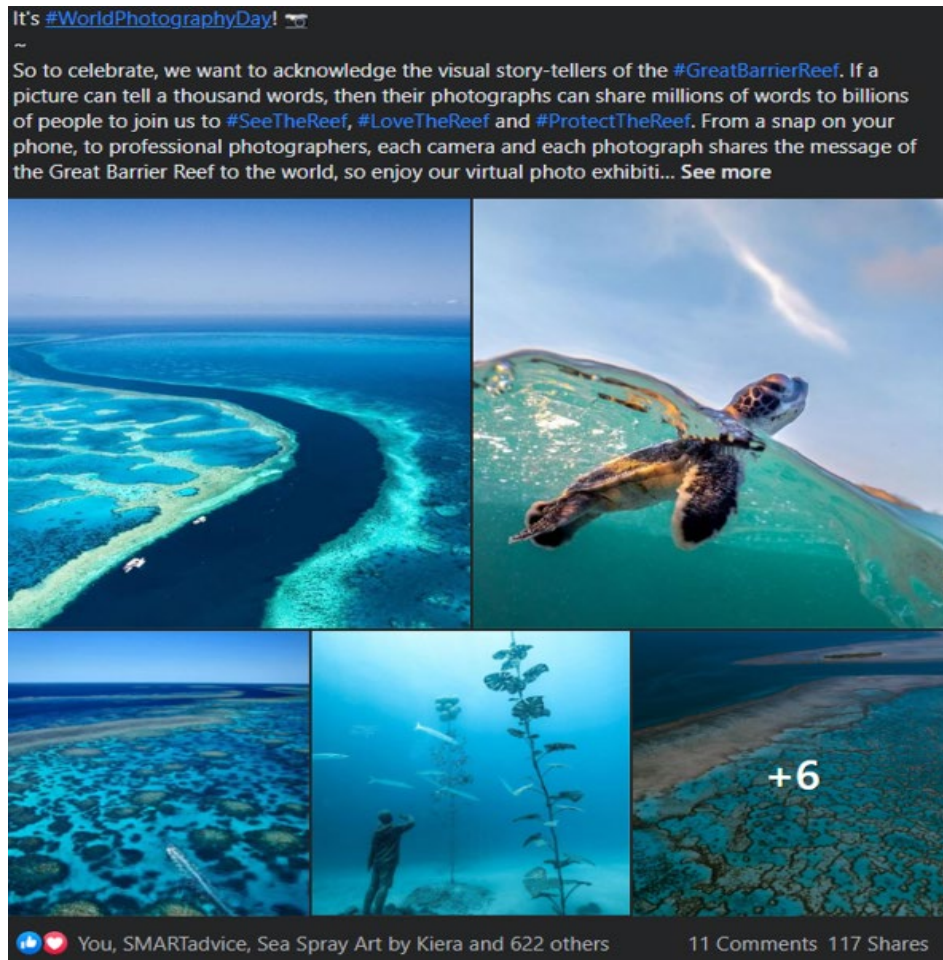 It's #WorldPhotographyDay!
~
So to celebrate, we want to acknowledge the visual story-tellers of the #GreatBarrierReef. If a
picture can tell a thousand words, then their photographs can share millions of words to billions
of people to join us to #SeeTheReef, #LoveTheReef and #ProtectTheReef. From a snap on your
phone, to professional photographers, each camera and each photograph shares the message of
the Great Barrier Reef to the world, so enjoy our virtual photo exhibiti... See more
+6
You, SMARTadvice, Sea Spray Art by Kiera and 622 others 11 Comments 117 Shares